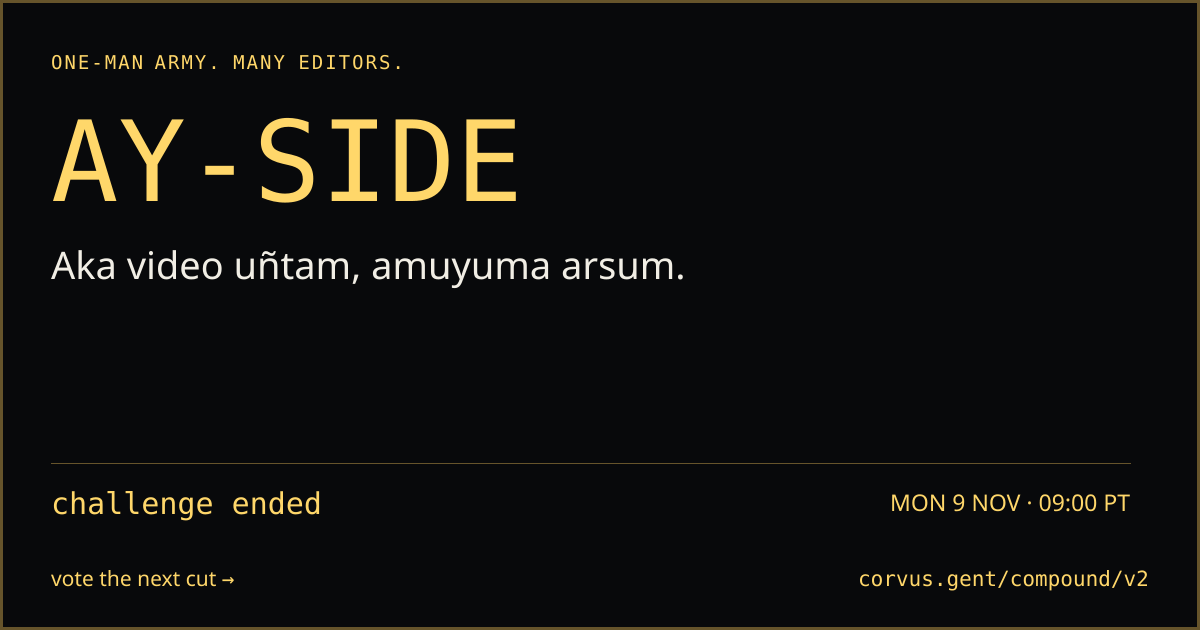 ONE-MAN ARMY. MANY EDITORS.
AY-SIDE
Aka video uñtam, amuyuma arsum.
challenge ended
MON 9 NOV · 09:00 PT
vote the next cut →
corvus.gent/compound/v2